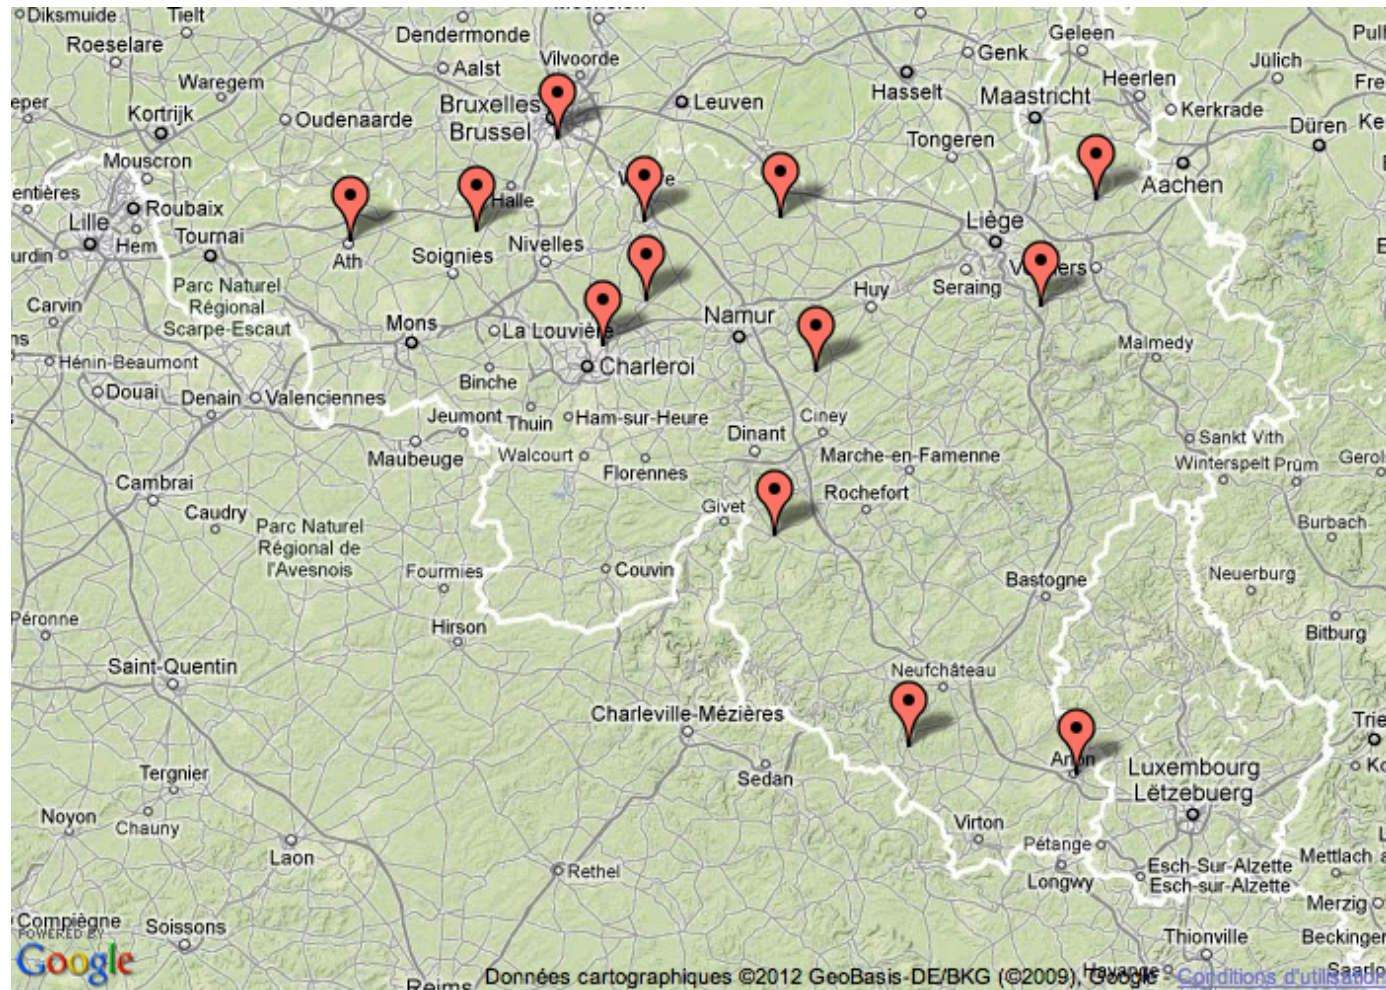 Diksmuide
Tielt
Roeselare
Dendermonde
Aalst
Vilvoorde
Genk
Geleen
Jülich
Waregem
Hasselt
Heerlen
Maastricht
Kortrijk
Oudenaarde
Bruxelles
Brussel
Leuven
Kerkrade
Düren
Tongeren
Mouscron
Aachen
Roubaix
Halle
Lille
Hem
Tournai
Liège
Ath
Soignies
Nivelles
Seraing
Parc Naturel
Régional
Scarpe-Escaut
Carvin
Huy
Mons
La Louvière
Namur
Malmedy
Hénin-Beaumont
Charleroi
Binche
Douai
Denain
Valenciennes
Jeumont
Thuin
Ham-sur-Heure
Ciney
Dinant
Sankt Vith
Maubeuge
Walcourt
Florennes
Marche-en-Famenne
Winterspelt
Prüm
Cambrai
Rochefort
Caudry
Givet
Burbach
Parc Naturel
Régional de
l'Avesnois
Fourmies
Couvin
Bastogne
Neuerburg
Péronne
Hirson
Bitburg
Saint-Quentin
Neufchâteau
Charleville-Mézières
Sedan
Arlon
Luxembourg
Lëtzebuerg
Tergnier
Noyon
Chauny
Virton
Pétange
Laon
Rethel
Longwy
Esch-Sur-Alzette
Esch-sur-Alzette
Mettlach
Merzig
Compiègne
Soissons
Thionville
POWERED BY
Google
Reims
Données cartographiques ©2012 GeoBasis-DE/BKG (©2009), Google - Conditions d'utilisation